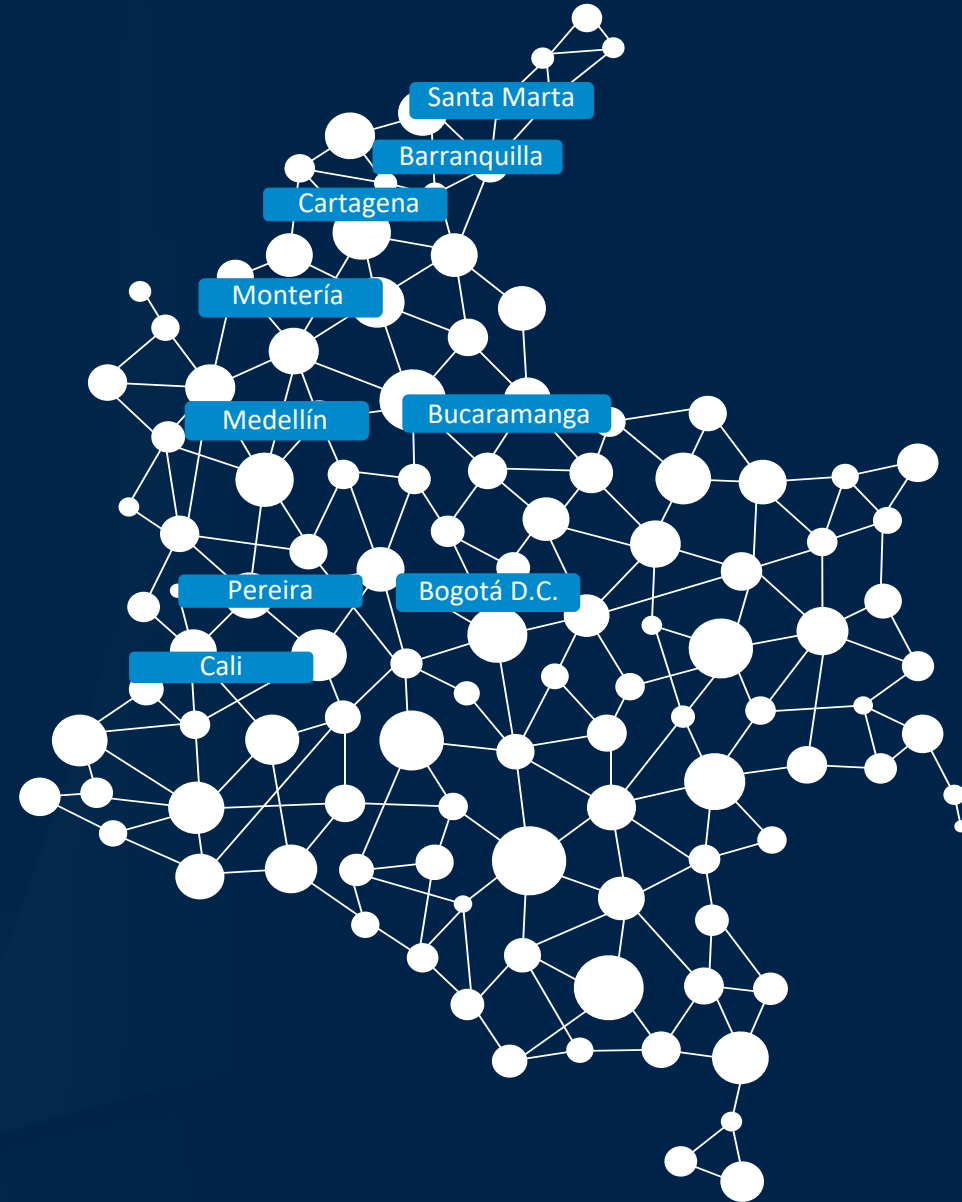 Santa Marta
Barranquilla
Cartagena
Montería
Medellín
Bucaramanga
Pereira
Bogotá D.C.
Cali